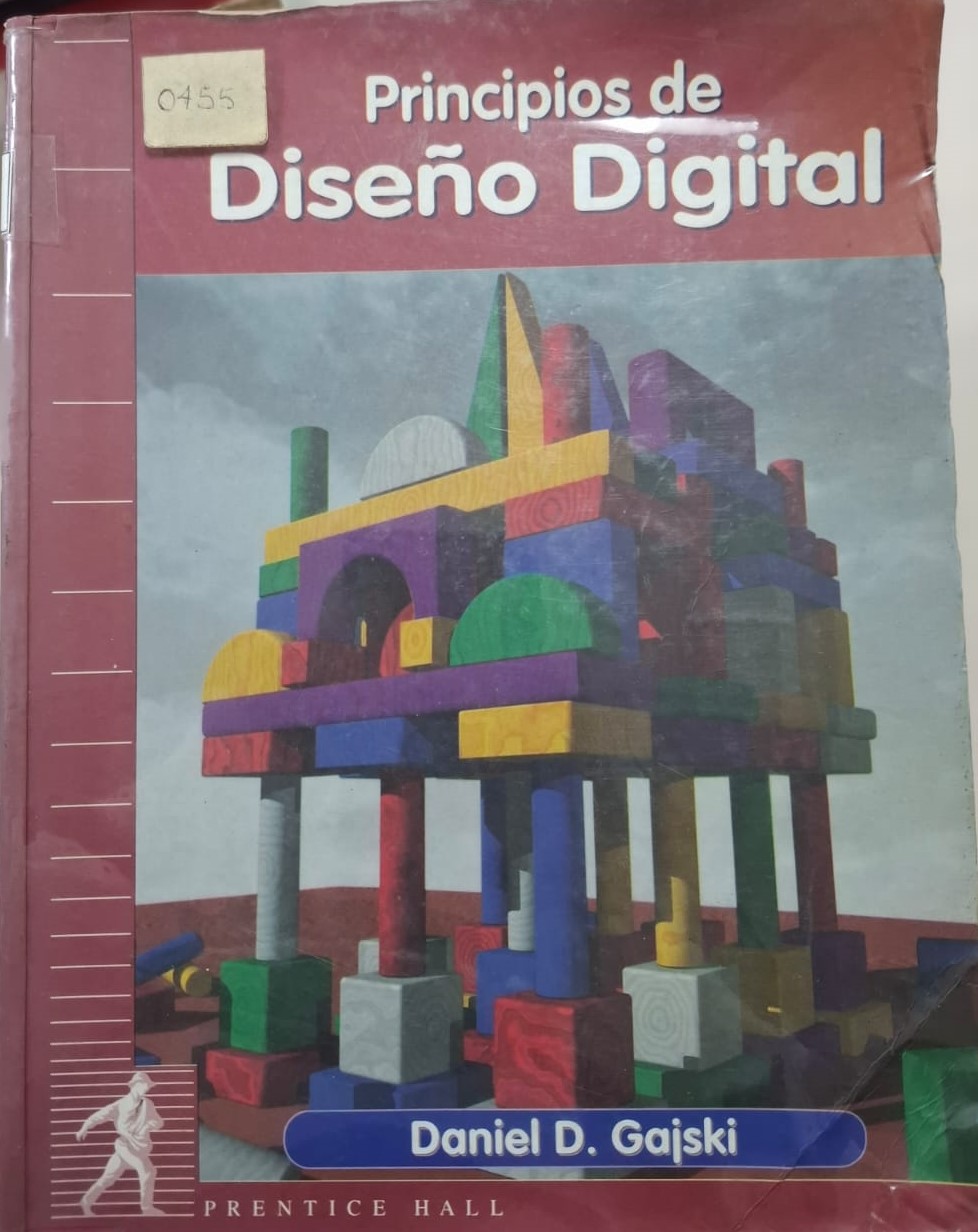 0455
Principios de
Diseño Digital
Daniel D. Gajski
PRENTICE HALL